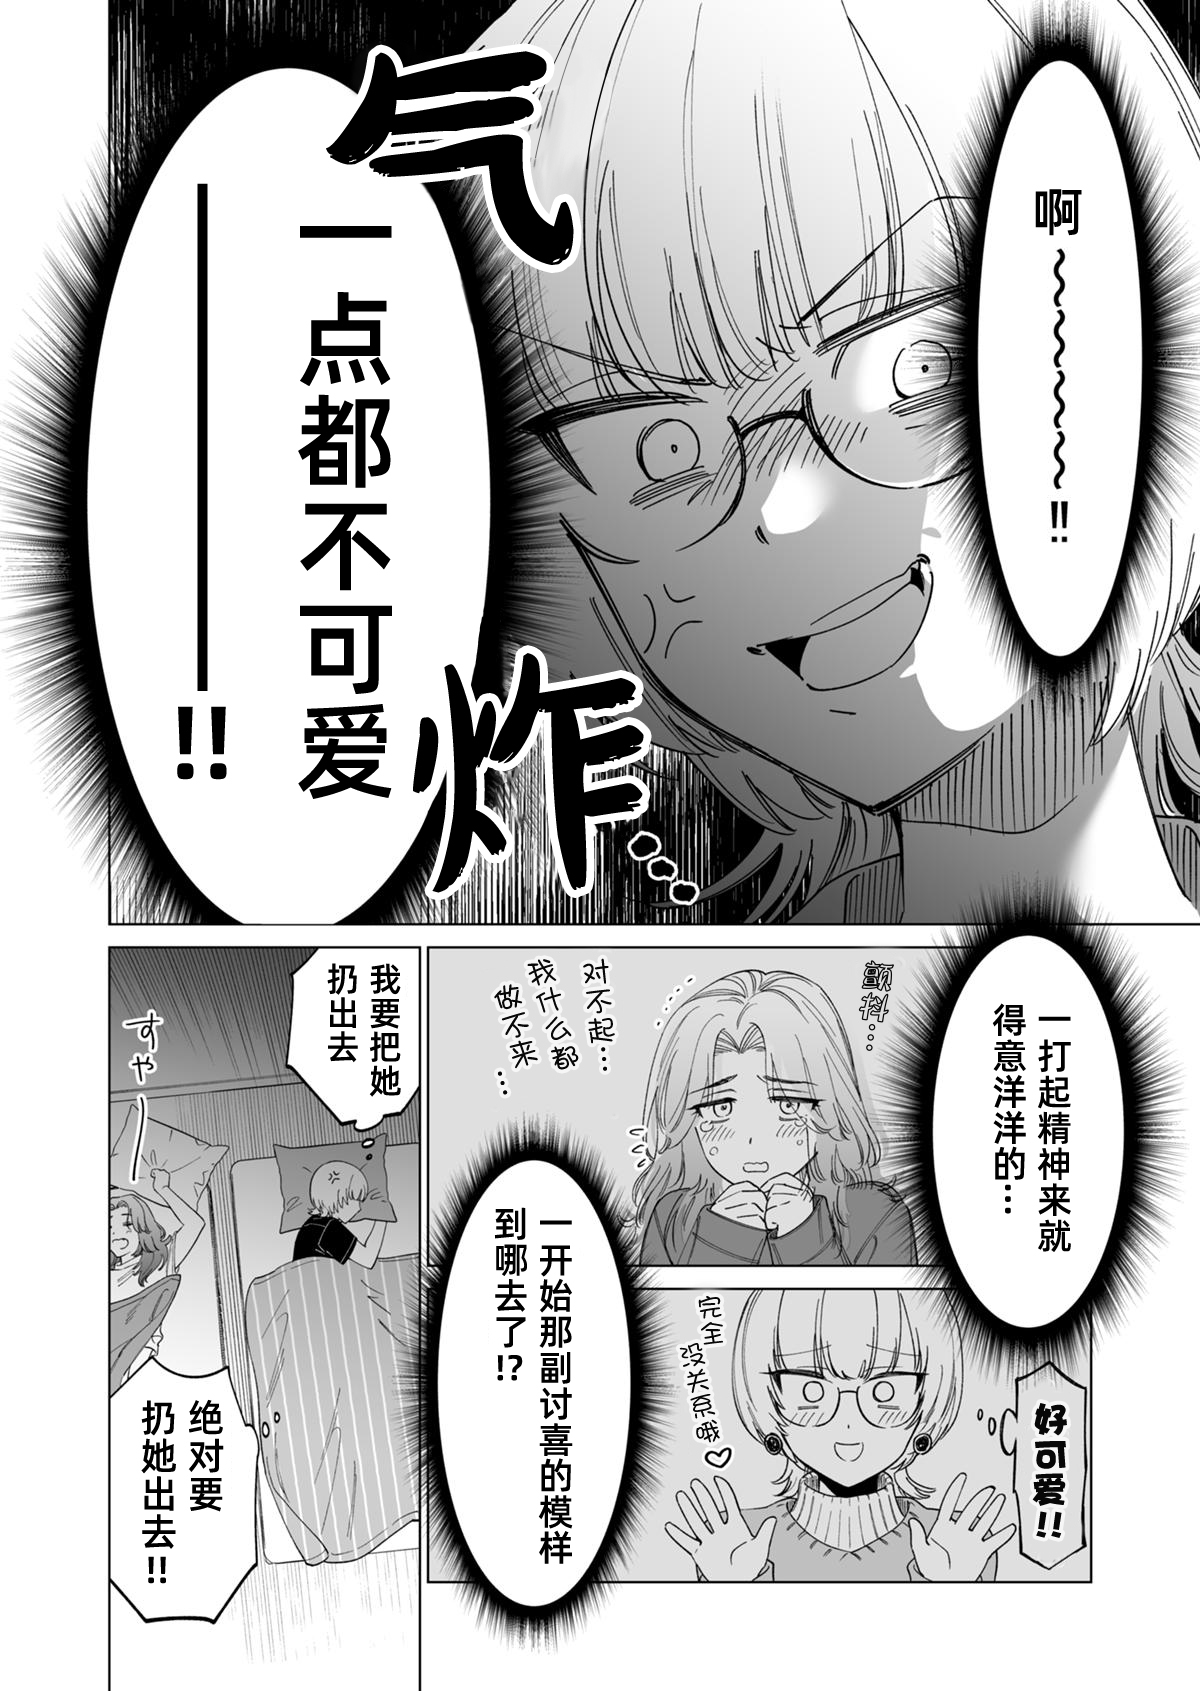 啊～～～～～～～!!
气
炸
一点都不可爱
———!!
一打起精神来就
得意洋洋的…
颤抖…
对不起…
我什么都
做不来…
一开始那副讨喜的模样
到哪去了!?
好可爱!!
完全
没关系哦♡
我要把她
扔出去
すや
绝对要
扔她出去!!